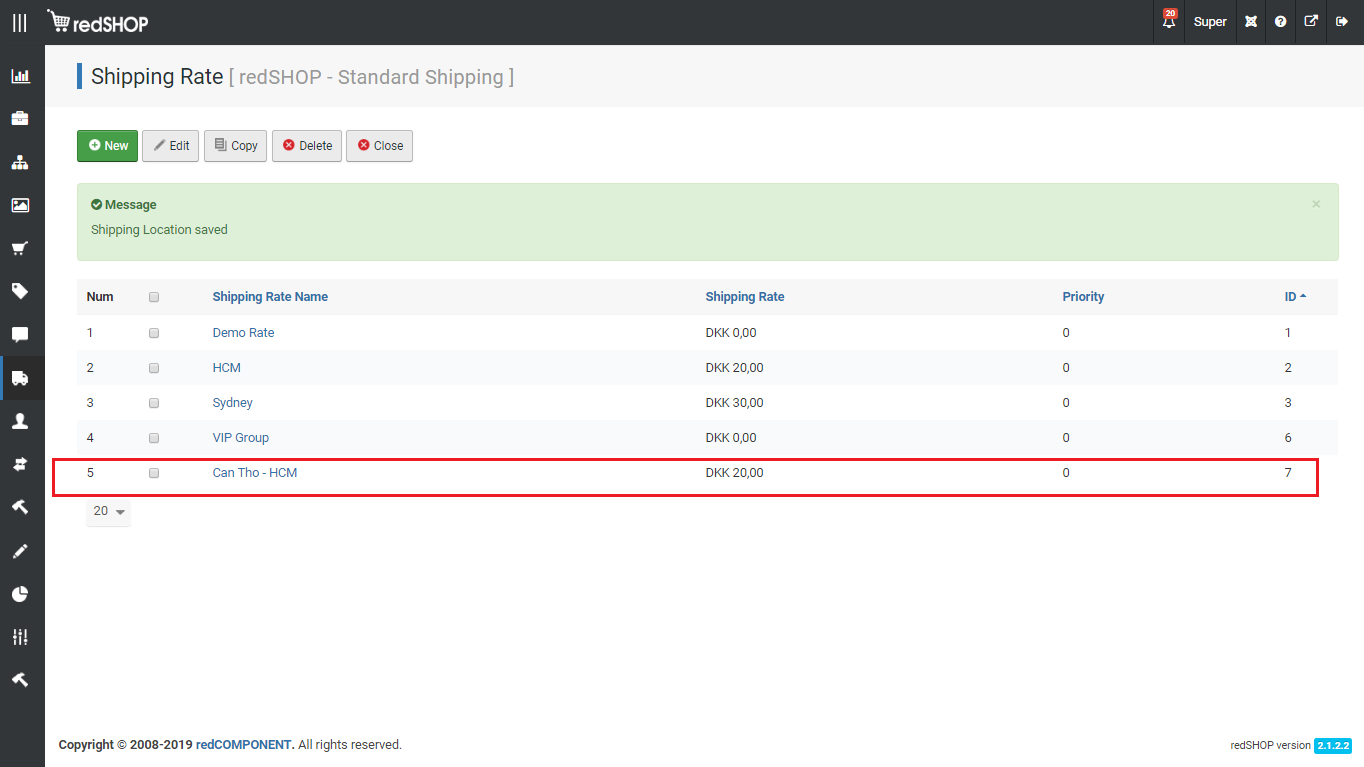 redSHOP 20 Super
Shipping Rate [ redSHOP - Standard Shipping ]
New Edit Copy Delete Close
Message ×
Shipping Location saved
Num Shipping Rate Name Shipping Rate Priority ID
1 Demo Rate DKK 0,00 0 1
2 HCM DKK 20,00 0 2
3 Sydney DKK 30,00 0 3
4 VIP Group DKK 0,00 0 6
5 Can Tho - HCM DKK 20,00 0 7
20
Copyright © 2008-2019 redCOMPONENT. All rights reserved. redSHOP version 2.1.2.2